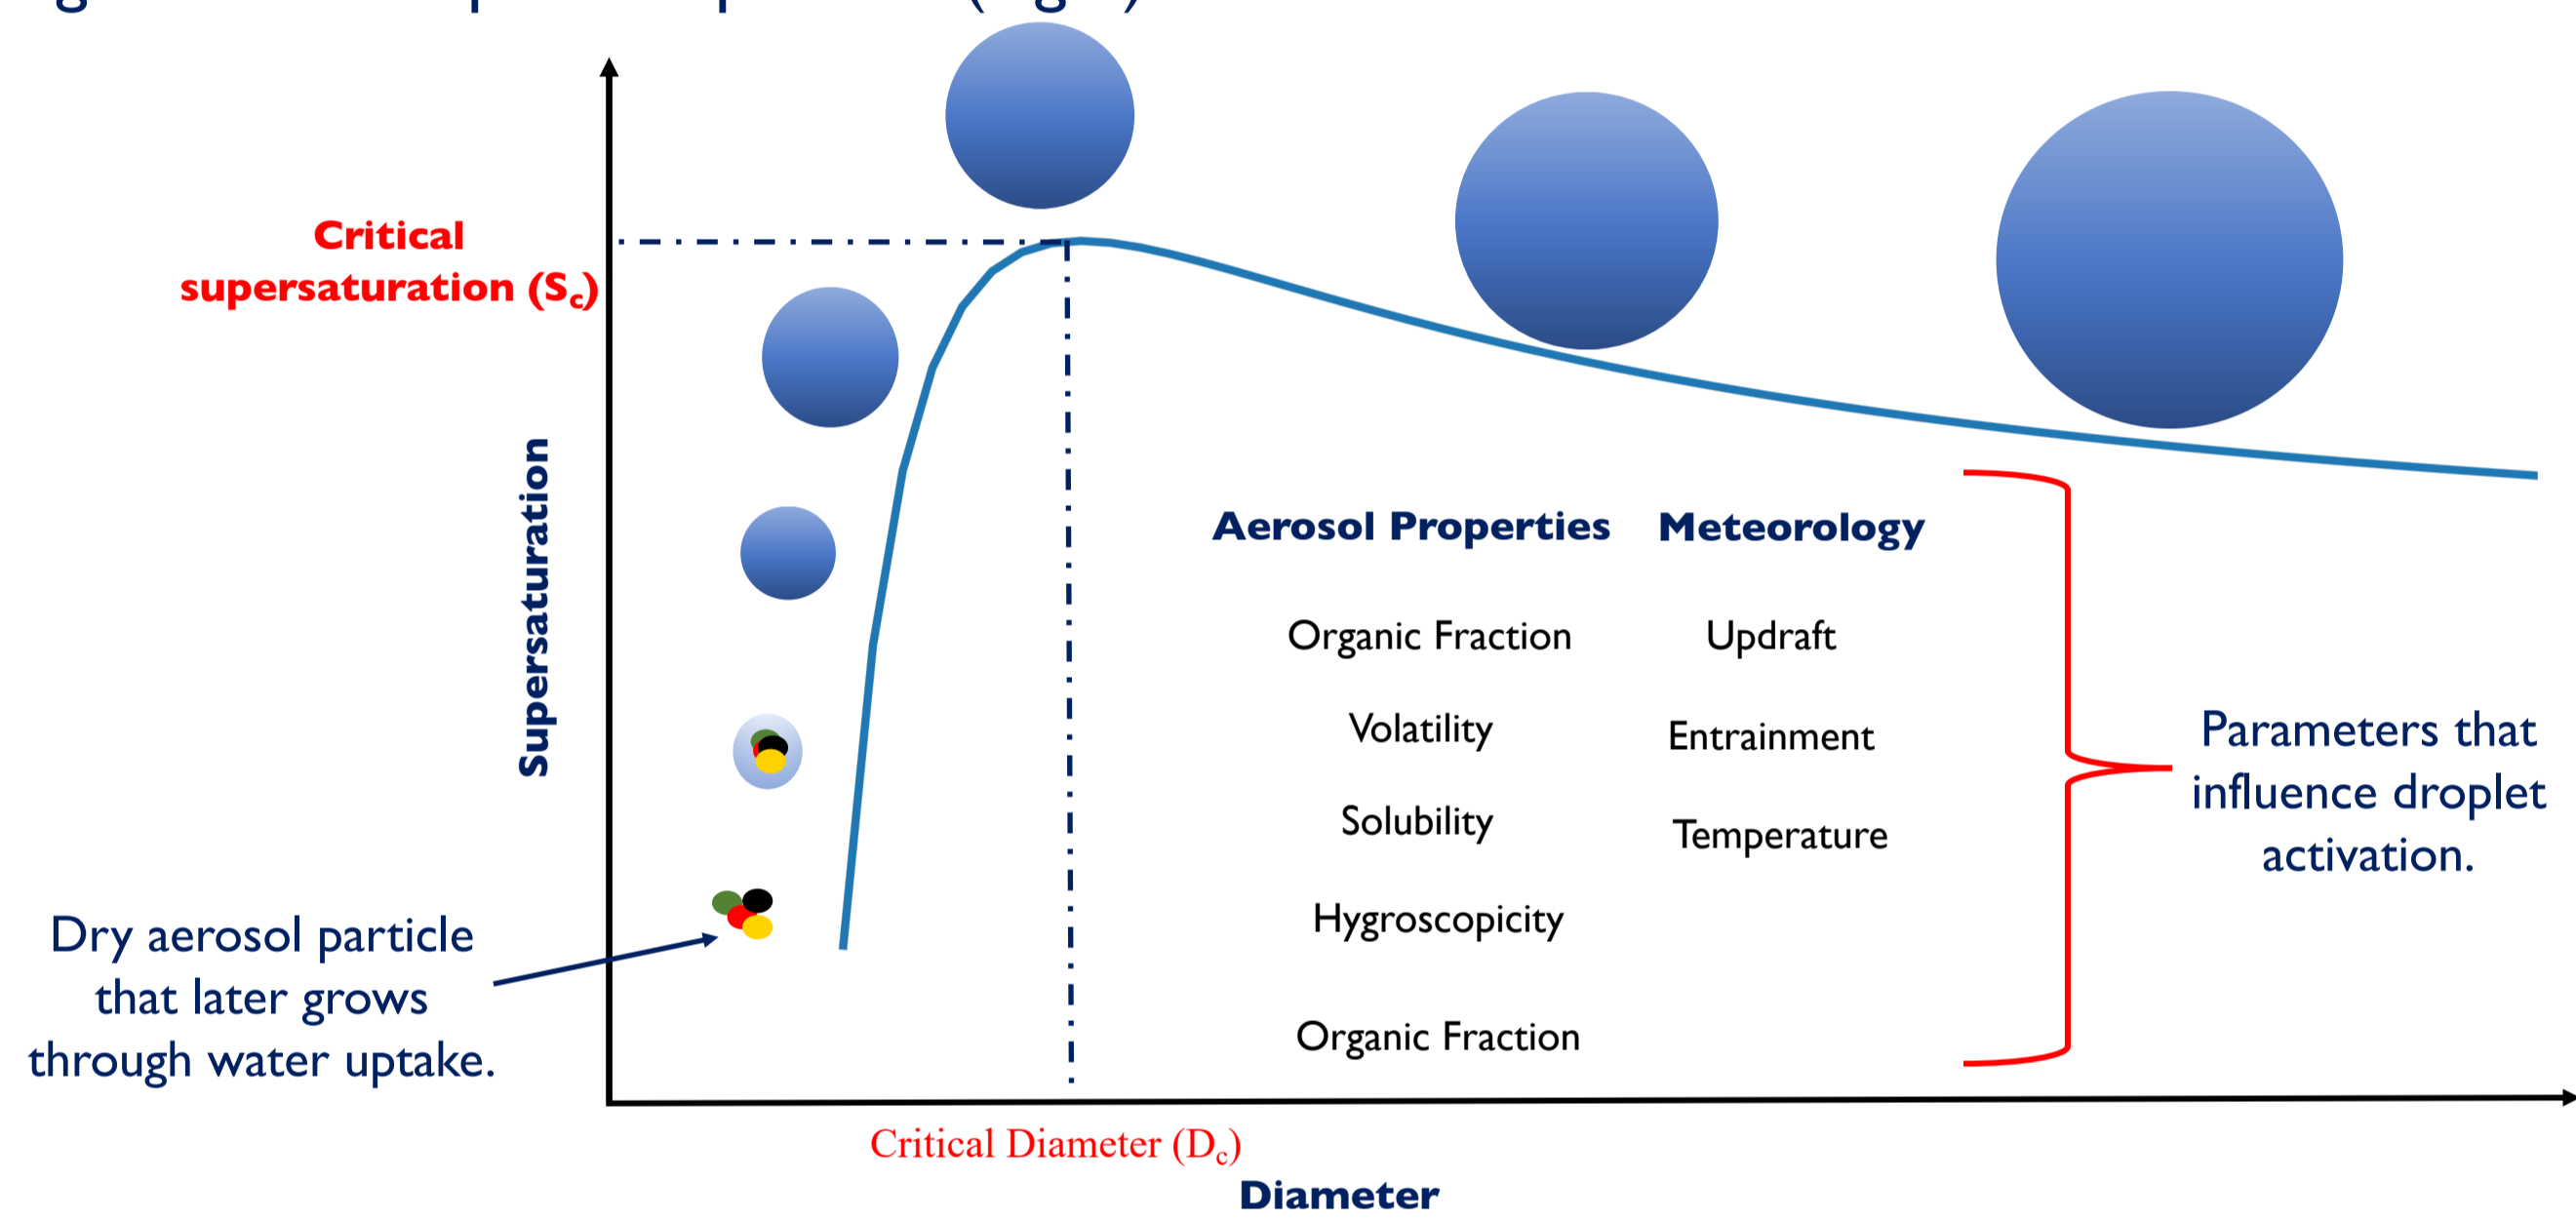 Critical
supersaturation (Sc)
Supersaturation
Aerosol Properties
Meteorology
Organic Fraction
Updraft
Volatility
Entrainment
Solubility
Temperature
Hygroscopicity
Organic Fraction
Parameters that
influence droplet
activation.
Dry aerosol particle
that later grows
through water uptake.
Critical Diameter (Dc)
Diameter